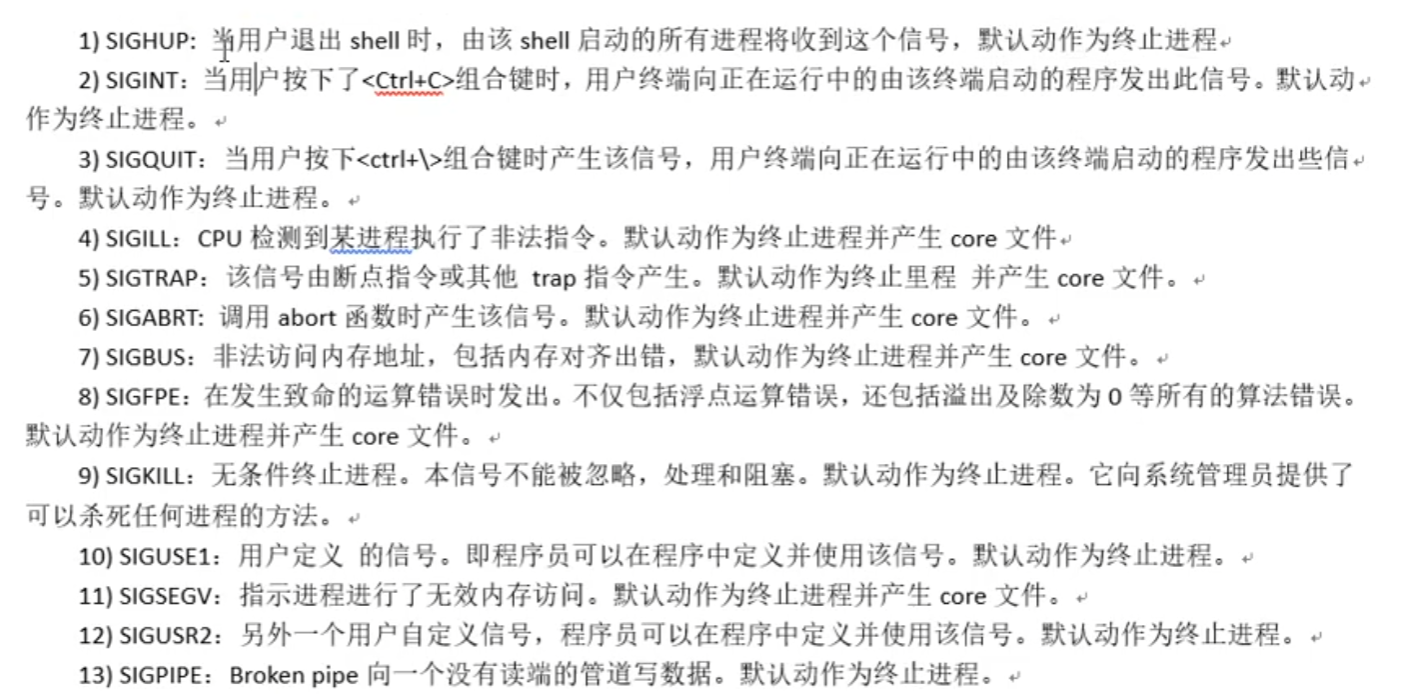 1) SIGHUP: 当用户退出 shell 时，由该 shell 启动的所有进程将收到这个信号，默认动作为终止进程
2) SIGINT：当用户按下了<Ctrl+C>组合键时，用户终端向正在运行中的由该终端启动的程序发出此信号。默认动
作为终止进程。
3) SIGQUIT：当用户按下<ctrl+\>组合键时产生该信号，用户终端向正在运行中的由该终端启动的程序发出些信
号。默认动作为终止进程。
4) SIGILL：CPU 检测到某进程执行了非法指令。默认动作为终止进程并产生 core 文件
5) SIGTRAP：该信号由断点指令或其他 trap 指令产生。默认动作为终止里程 并产生 core 文件。
6) SIGABRT: 调用 abort 函数时产生该信号。默认动作为终止进程并产生 core 文件。
7) SIGBUS：非法访问内存地址，包括内存对齐出错，默认动作为终止进程并产生 core 文件。
8) SIGFPE：在发生致命的运算错误时发出。不仅包括浮点运算错误，还包括溢出及除数为 0 等所有的算法错误。
默认动作为终止进程并产生 core 文件。
9) SIGKILL：无条件终止进程。本信号不能被忽略，处理和阻塞。默认动作为终止进程。它向系统管理员提供了
可以杀死任何进程的方法。
10) SIGUSE1：用户定义 的信号。即程序员可以在程序中定义并使用该信号。默认动作为终止进程。
11) SIGSEGV：指示进程进行了无效内存访问。默认动作为终止进程并产生 core 文件。
12) SIGUSR2：另外一个用户自定义信号，程序员可以在程序中定义并使用该信号。默认动作为终止进程。
13) SIGPIPE：Broken pipe 向一个没有读端的管道写数据。默认动作为终止进程。